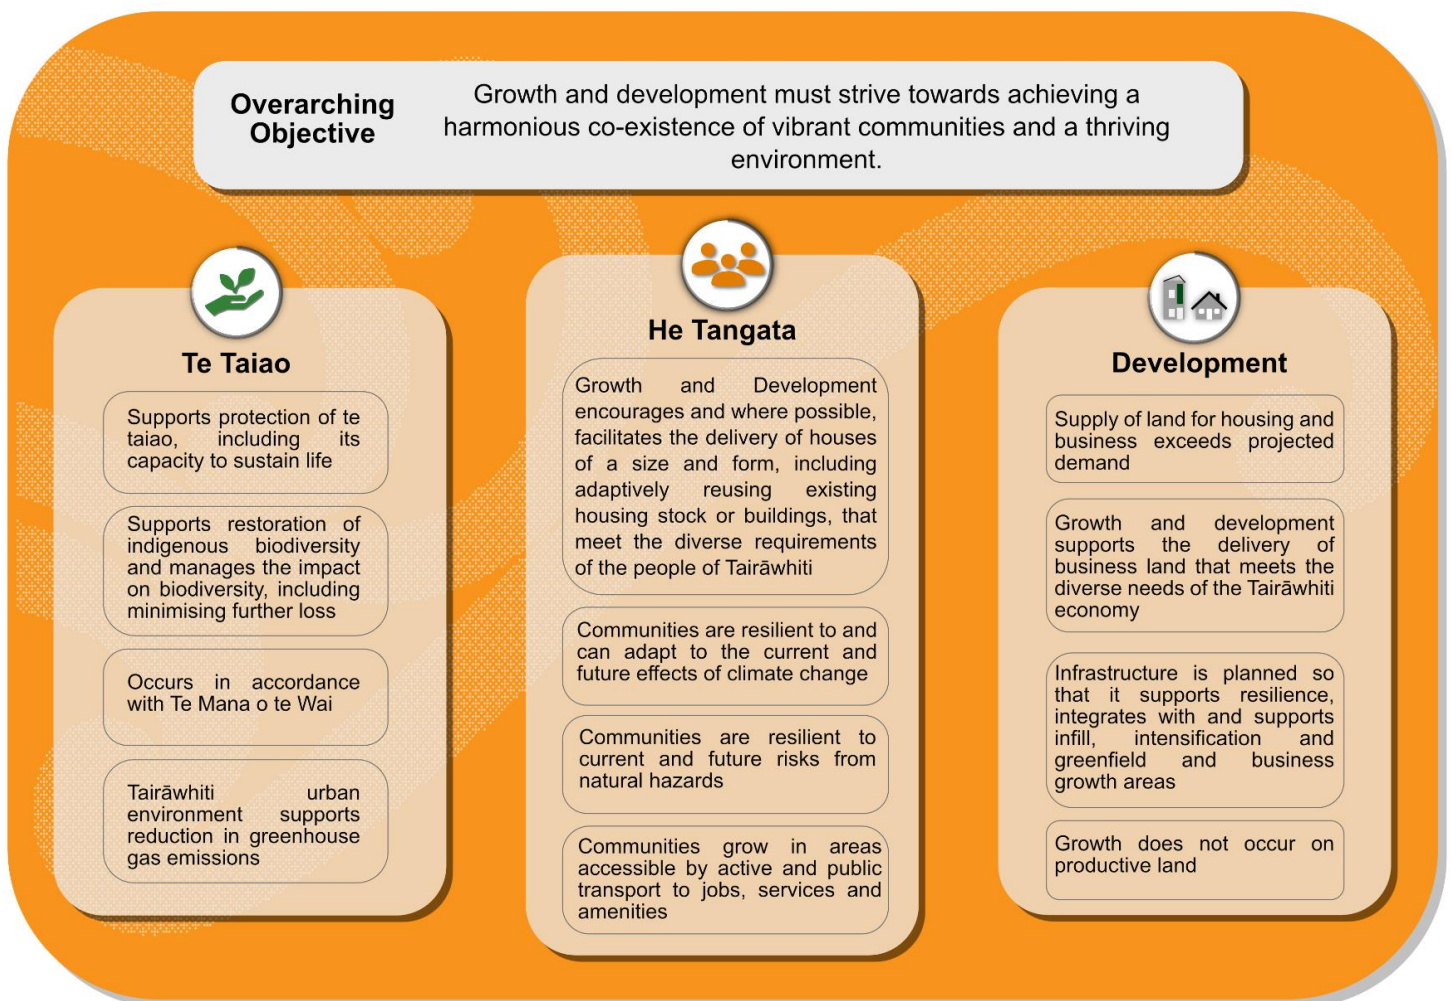 Overarching
Objective
Growth and development must strive towards achieving a
harmonious co-existence of vibrant communities and a thriving
environment.
Te Taiao
Supports protection of te
taiao, including its
capacity to sustain life
Supports restoration of
indigenous biodiversity
and manages the impact
on biodiversity, including
minimising further loss
Occurs in accordance
with Te Mana o te Wai
Tairāwhiti urban
environment supports
reduction in greenhouse
gas emissions
He Tangata
Growth and Development
encourages and where possible,
facilitates the delivery of houses
of a size and form, including
adaptively reusing existing
housing stock or buildings, that
meet the diverse requirements
of the people of Tairāwhiti
Communities are resilient to and
can adapt to the current and
future effects of climate change
Communities are resilient to
current and future risks from
natural hazards
Communities grow in areas
accessible by active and public
transport to jobs, services and
amenities
Development
Supply of land for housing and
business exceeds projected
demand
Growth and development
supports the delivery of
business land that meets the
diverse needs of the Tairāwhiti
economy
Infrastructure is planned so
that it supports resilience,
integrates with and supports
infill, intensification and
greenfield and business
growth areas
Growth does not occur on
productive land